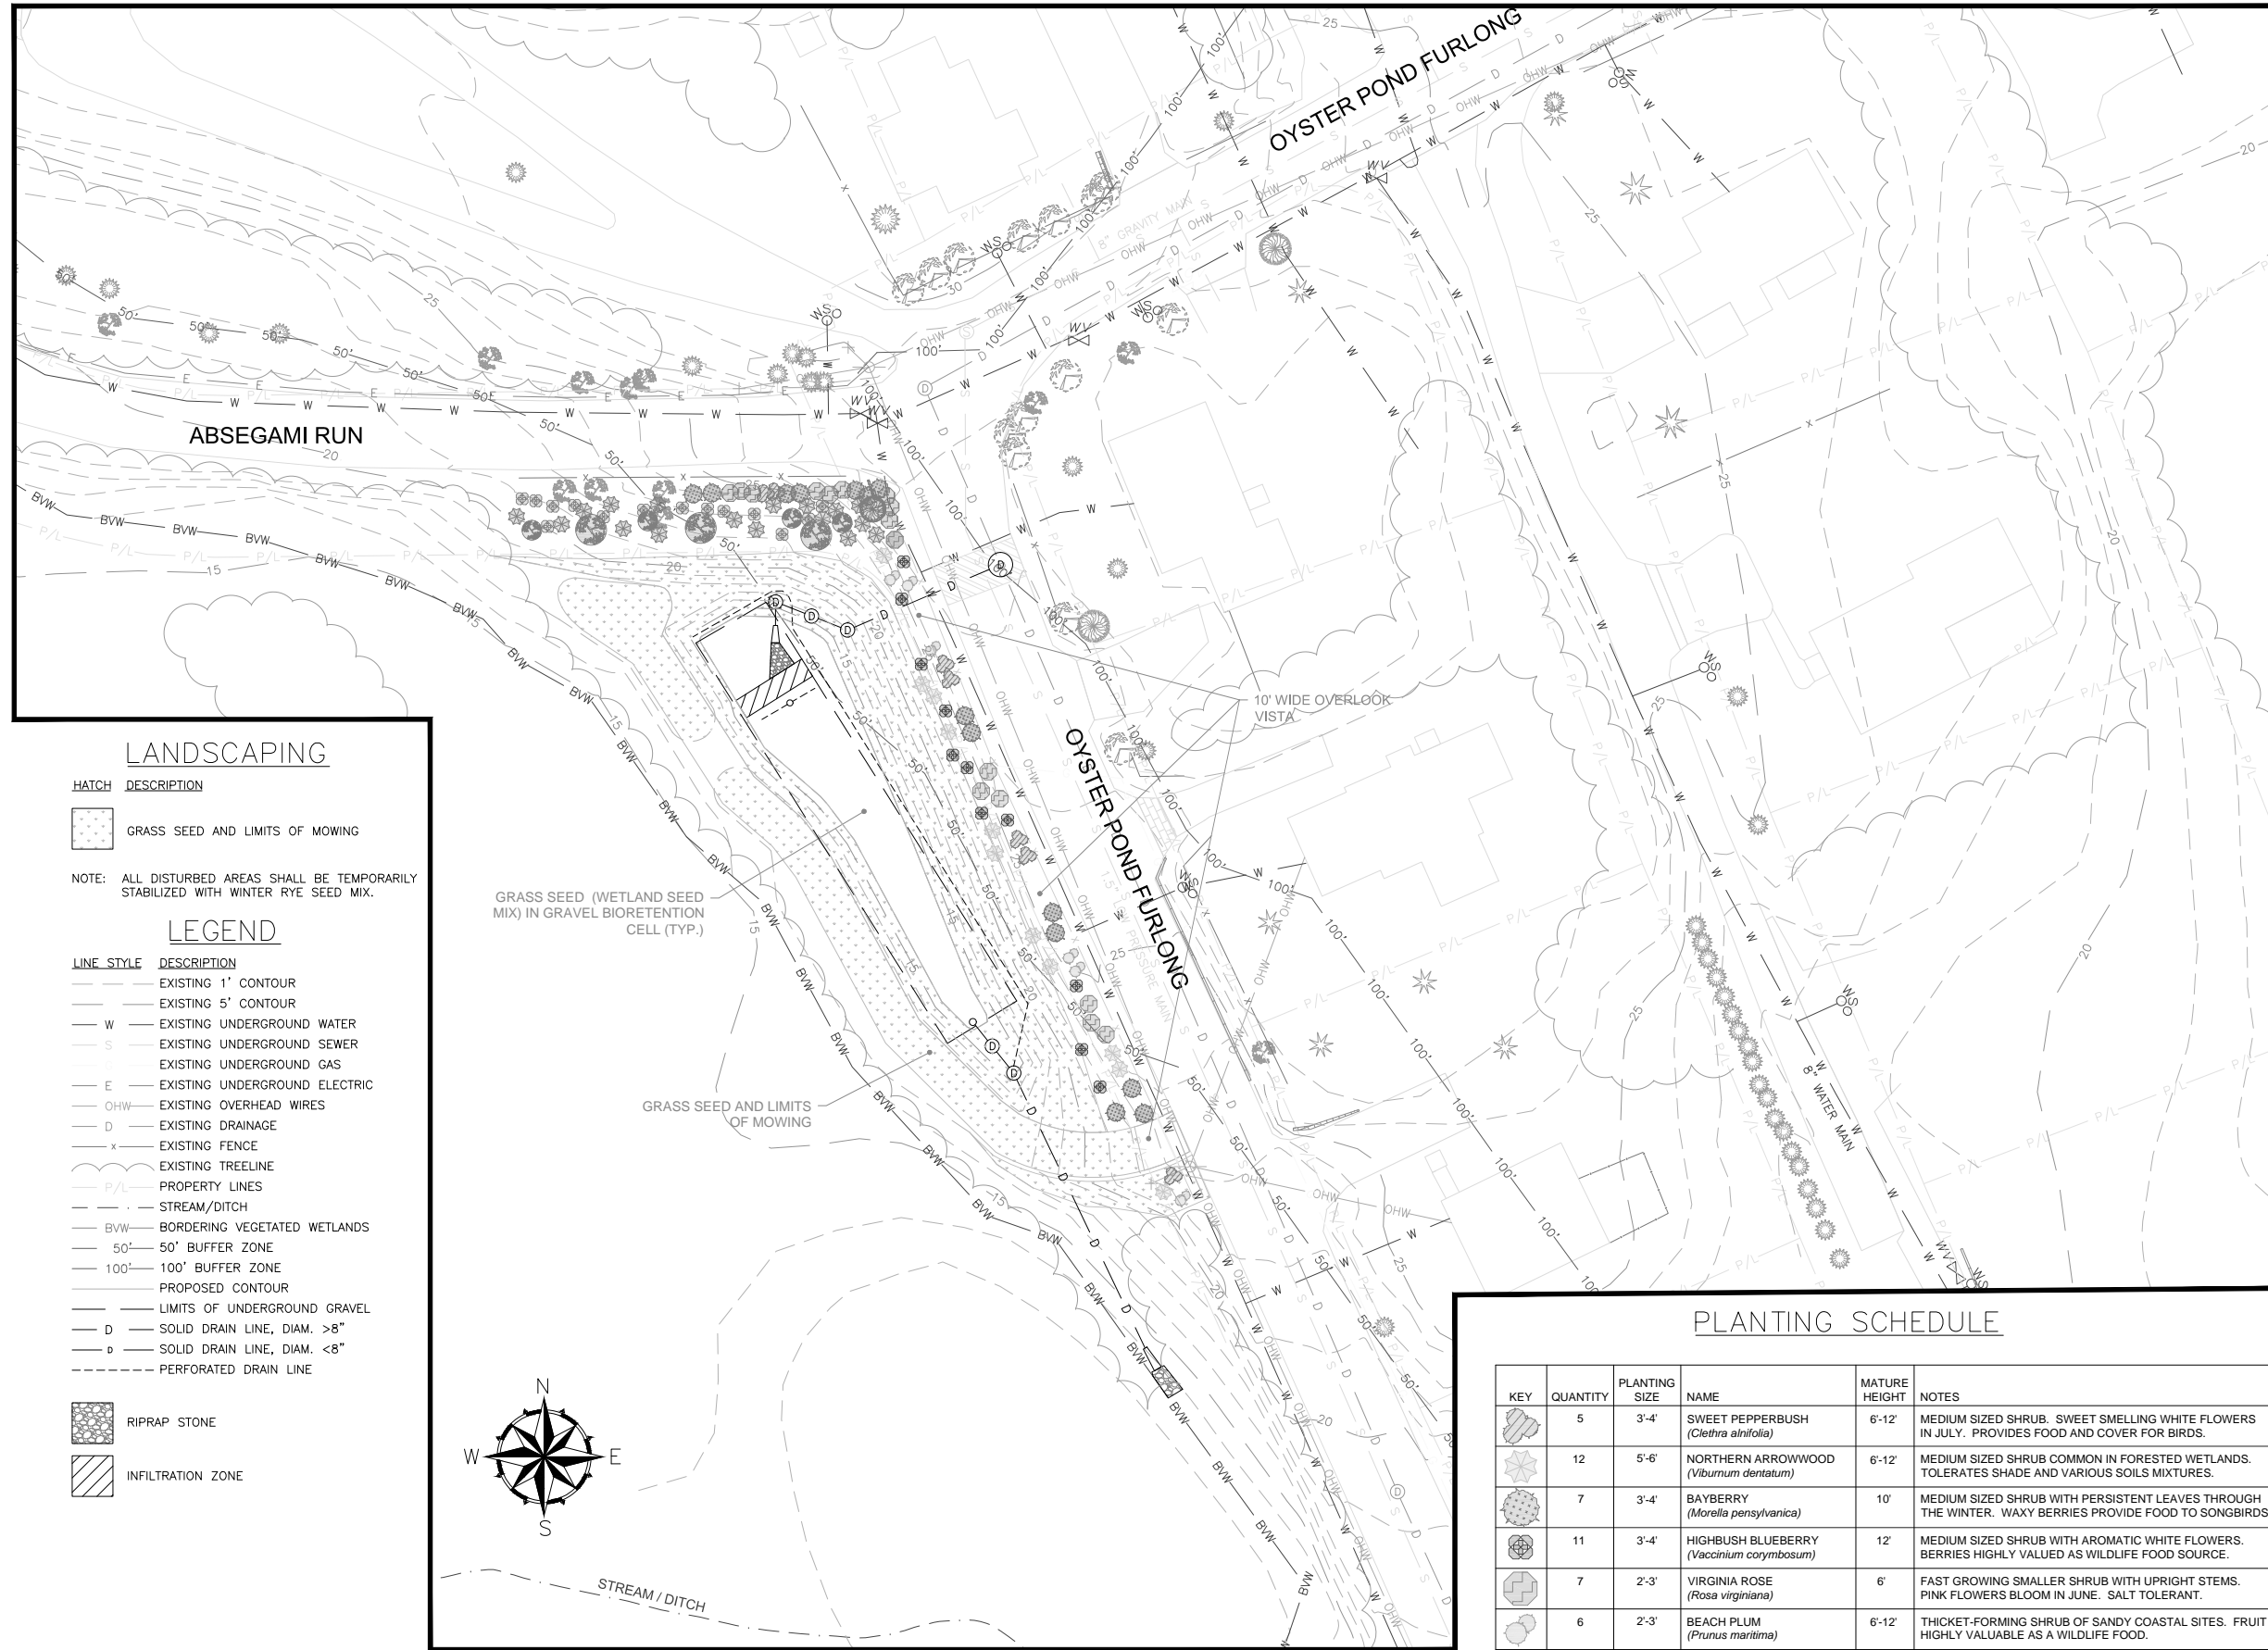 OYSTER POND FURLONG
8" GRAVITY MAIN
ABSEGAMI RUN
10' WIDE OVERLOOK
VISTA
OYSTER POND FURLONG
GRASS SEED (WETLAND SEED
MIX) IN GRAVEL BIORETENTION
CELL (TYP.)
GRASS SEED AND LIMITS
OF MOWING
8" WATER MAIN
STREAM / DITCH
N
W
E
S
LANDSCAPING
HATCH DESCRIPTION
GRASS SEED AND LIMITS OF MOWING
NOTE: ALL DISTURBED AREAS SHALL BE TEMPORARILY
STABILIZED WITH WINTER RYE SEED MIX.
LEGEND
LINE STYLE DESCRIPTION
EXISTING 1' CONTOUR
EXISTING 5' CONTOUR
W EXISTING UNDERGROUND WATER
S EXISTING UNDERGROUND SEWER
EXISTING UNDERGROUND GAS
E EXISTING UNDERGROUND ELECTRIC
OHW EXISTING OVERHEAD WIRES
D EXISTING DRAINAGE
x EXISTING FENCE
EXISTING TREELINE
P/L PROPERTY LINES
STREAM/DITCH
BVW BORDERING VEGETATED WETLANDS
50' 50' BUFFER ZONE
100' 100' BUFFER ZONE
PROPOSED CONTOUR
LIMITS OF UNDERGROUND GRAVEL
D SOLID DRAIN LINE, DIAM. >8"
D SOLID DRAIN LINE, DIAM. <8"
PERFORATED DRAIN LINE
RIPRAP STONE
INFILTRATION ZONE
PLANTING SCHEDULE
KEY QUANTITY PLANTING SIZE NAME MATURE HEIGHT NOTES
5 3'-4' SWEET PEPPERBUSH 6'-12' MEDIUM SIZED SHRUB. SWEET SMELLING WHITE FLOWERS
(Clethra alnifolia) IN JULY. PROVIDES FOOD AND COVER FOR BIRDS.
12 5'-6' NORTHERN ARROWWOOD 6'-12' MEDIUM SIZED SHRUB COMMON IN FORESTED WETLANDS.
(Viburnum dentatum) TOLERATES SHADE AND VARIOUS SOILS MIXTURES.
7 3'-4' BAYBERRY 10' MEDIUM SIZED SHRUB WITH PERSISTENT LEAVES THROUGH
(Morella pensylvanica) THE WINTER. WAXY BERRIES PROVIDE FOOD TO SONGBIRDS
11 3'-4' HIGHBUSH BLUEBERRY 12' MEDIUM SIZED SHRUB WITH AROMATIC WHITE FLOWERS.
(Vaccinium corymbosum) BERRIES HIGHLY VALUED AS WILDLIFE FOOD SOURCE.
7 2'-3' VIRGINIA ROSE 6' FAST GROWING SMALLER SHRUB WITH UPRIGHT STEMS.
(Rosa virginiana) PINK FLOWERS BLOOM IN JUNE. SALT TOLERANT.
6 2'-3' BEACH PLUM 6'-12' THICKET-FORMING SHRUB OF SANDY COASTAL SITES. FRUIT
(Prunus maritima) HIGHLY VALUABLE AS A WILDLIFE FOOD.